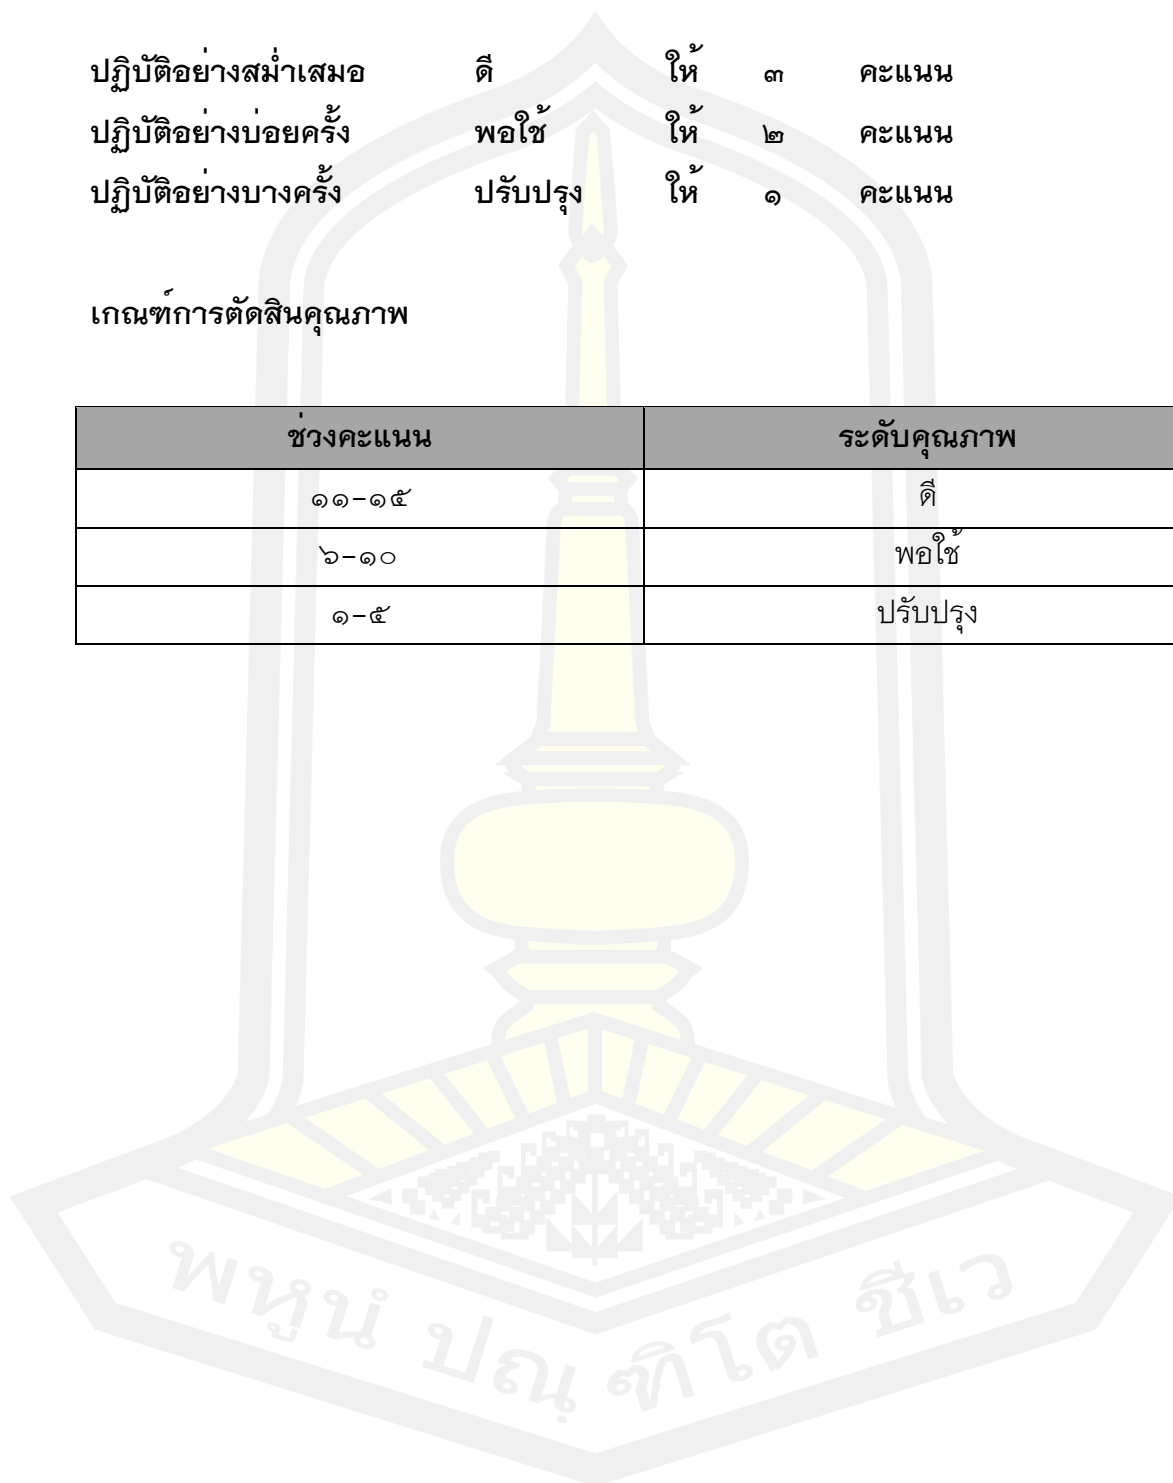 ปฏิบัติอย่างสม่ำเสมอ ดี ให้ ๓ คะแนน
ปฏิบัติอย่างบ่อยครั้ง พอใช้ ให้ ๒ คะแนน
ปฏิบัติอย่างบางครั้ง ปรับปรุง ให้ ๑ คะแนน
เกณฑ์การตัดสินคุณภาพ
ช่วงคะแนน ระดับคุณภาพ
๑๑-๑๕ ดี
๖-๑๐ พอใช้
๑-๕ ปรับปรุง
พหูนํ ปณฺ ฑิโต ชีเว